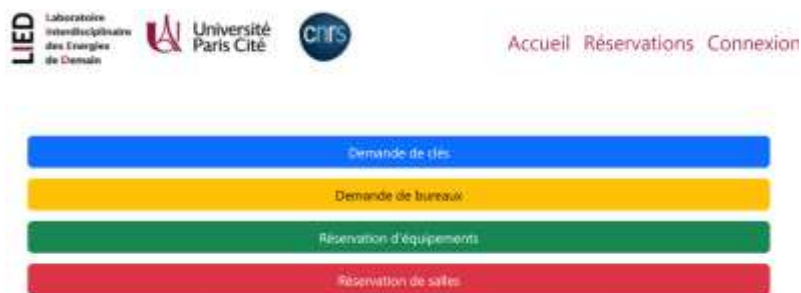 LIED
Laboratoire
Interdisciplinaire
des Energies
de Demain
Université
Paris Cité
cnrs
Accueil Réservations Connexion
Demande de clés
Demande de bureaux
Réservation d'équipements
Réservation de salles